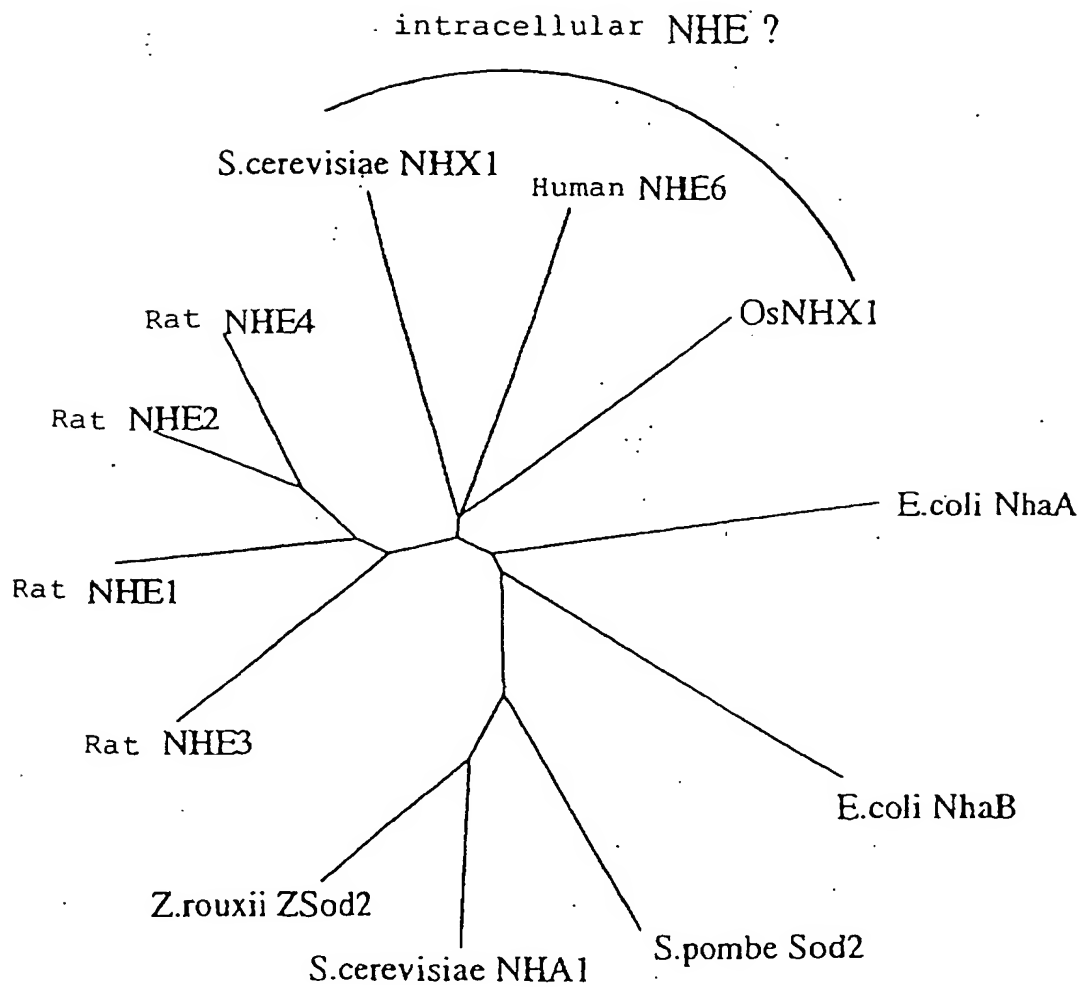 intracellular NHE ?
S.cerevisiae NHX1
Human NHE6
OsNHX1
Rat NHE4
Rat NHE2
E.coli NhaA
Rat NHE1
Rat NHE3
E.coli NhaB
Z.rouxii ZSod2
S.pombe Sod2
S.cerevisiae NHA1